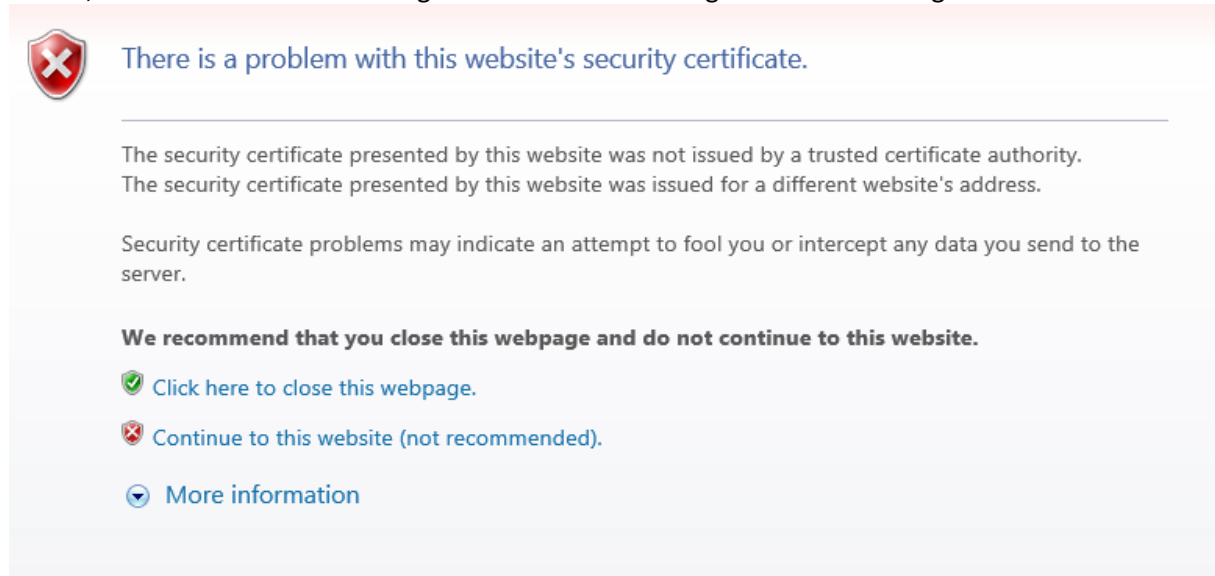 There is a problem with this website's security certificate.
The security certificate presented by this website was not issued by a trusted certificate authority.
The security certificate presented by this website was issued for a different website's address.
Security certificate problems may indicate an attempt to fool you or intercept any data you send to the
server.
We recommend that you close this webpage and do not continue to this website.
Click here to close this webpage.
Continue to this website (not recommended).
More information